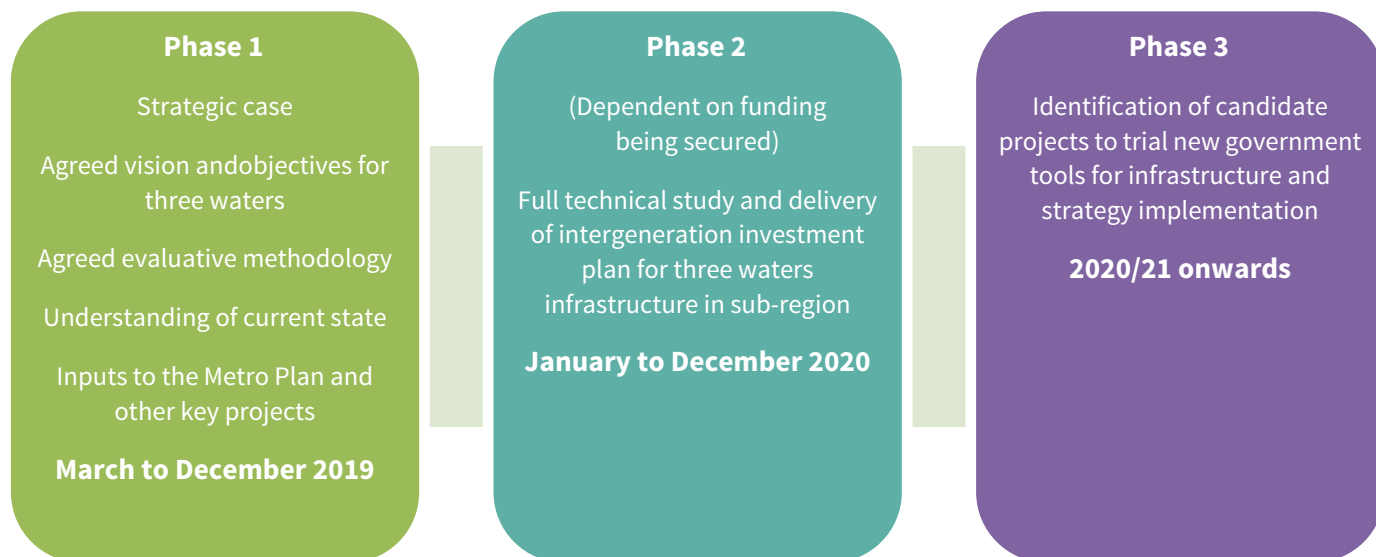 Phase 1
Strategic case
Agreed vision andobjectives for
three waters
Agreed evaluative methodology
Understanding of current state
Inputs to the Metro Plan and
other key projects
March to December 2019
Phase 2
(Dependent on funding
being secured)
Full technical study and delivery
of intergeneration investment
plan for three waters
infrastructure in sub-region
January to December 2020
Phase 3
Identification of candidate
projects to trial new government
tools for infrastructure and
strategy implementation
2020/21 onwards